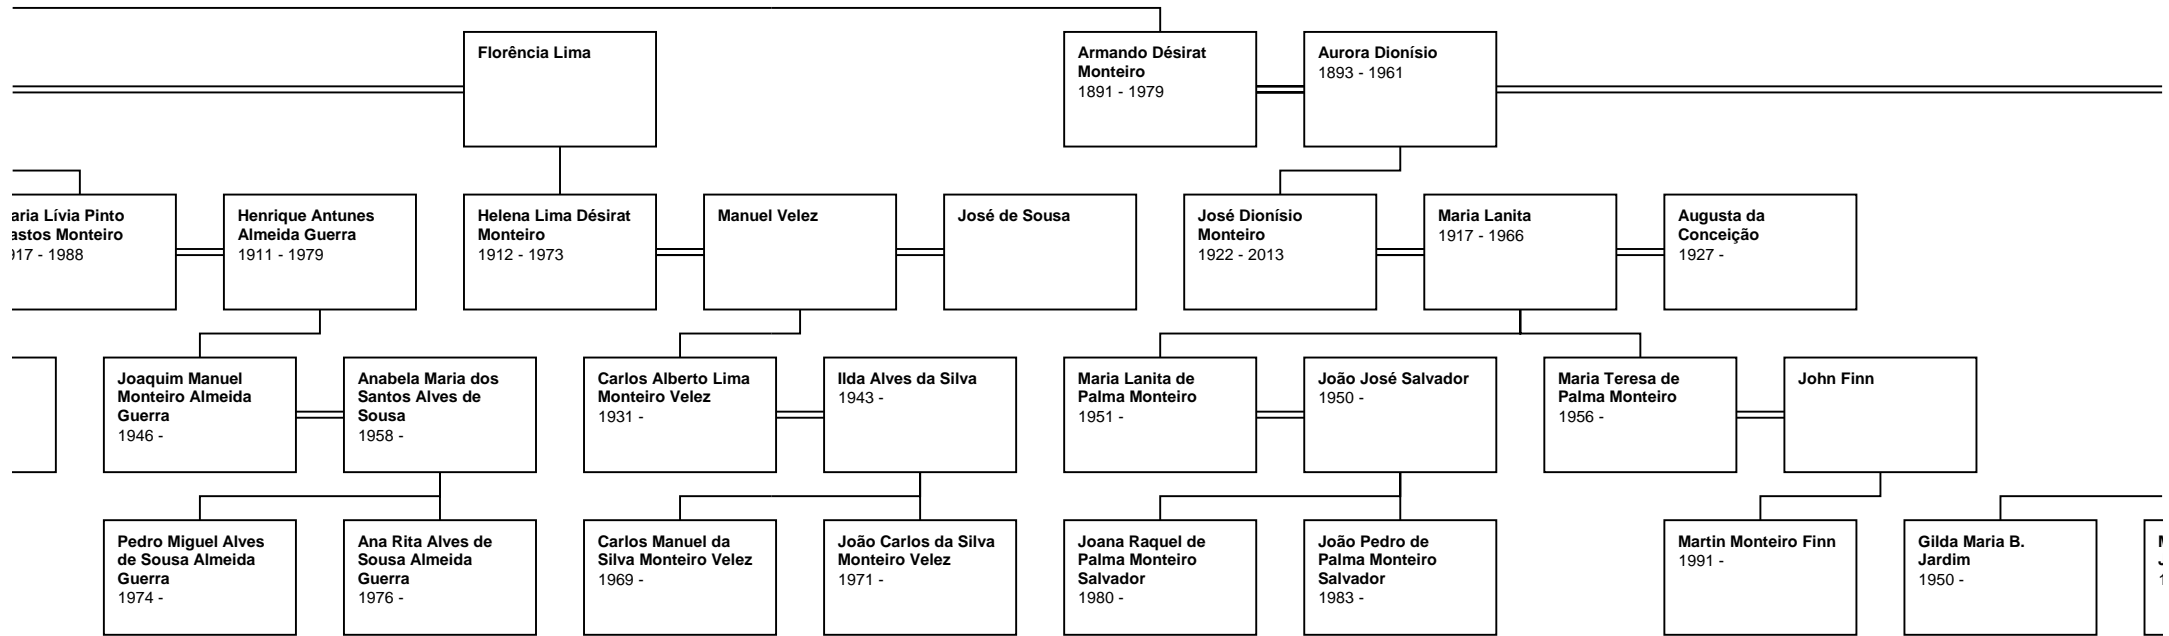 Florência Lima
Armando Désirat
Monteiro
1891 - 1979
Aurora Dionísio
1893 - 1961
Lívia Pinto
Monteiro
- 1988
Henrique Antunes
Almeida Guerra
1911 - 1979
Helena Lima Désirat
Monteiro
1912 - 1973
Manuel Velez
José de Sousa
José Dionísio
Monteiro
1922 - 2013
Maria Lanita
1917 - 1966
Augusta da
Conceição
1927 -
Joaquim Manuel
Monteiro Almeida
Guerra
1946 -
Anabela Maria dos
Santos Alves de
Sousa
1958 -
Carlos Alberto Lima
Monteiro Velez
1931 -
Ilda Alves da Silva
1943 -
Maria Lanita de
Palma Monteiro
1951 -
João José Salvador
1950 -
Maria Teresa de
Palma Monteiro
1956 -
John Finn
Pedro Miguel Alves
de Sousa Almeida
Guerra
1974 -
Ana Rita Alves de
Sousa Almeida
Guerra
1976 -
Carlos Manuel da
Silva Monteiro Velez
1969 -
João Carlos da Silva
Monteiro Velez
1971 -
Joana Raquel de
Palma Monteiro
Salvador
1980 -
João Pedro de
Palma Monteiro
Salvador
1983 -
Martin Monteiro Finn
1991 -
Gilda Maria B.
Jardim
1950 -